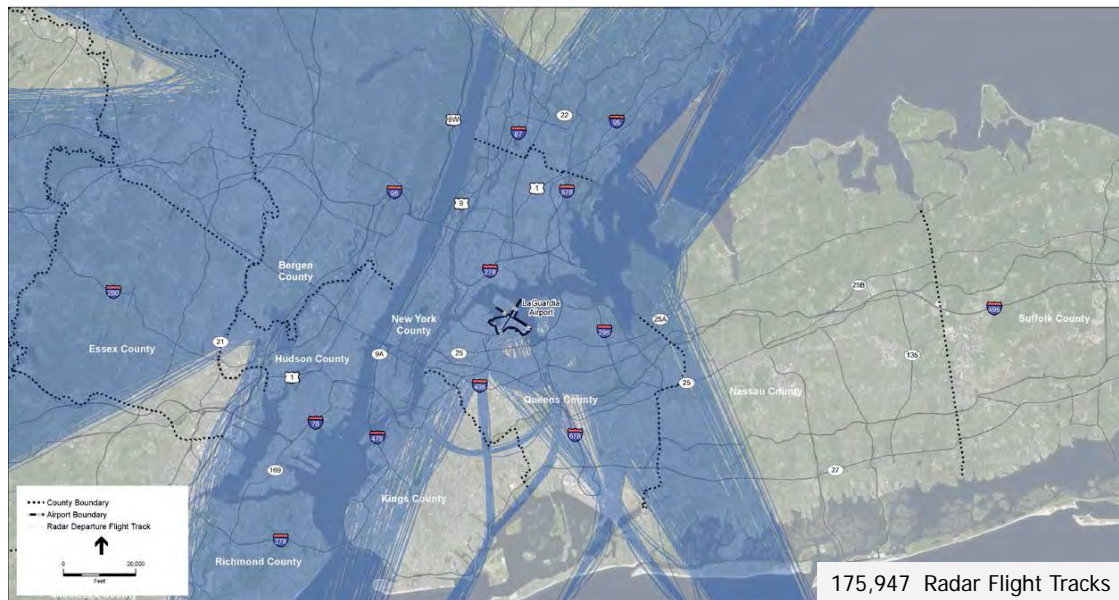 9W
22
87
95
1
678
95
9
Bergen
County
278
280
LaGuardia
Airport
New York
County
25A
295
25B
495
Suffolk County
Essex County
21
Hudson County
9A
25
135
1
495
25
Nassau County
Queens County
78
478
678
169
27
Kings County
County Boundary
Airport Boundary
Radar Departure Flight Track
0
20,000
Feet
278
Richmond County
175,947 Radar Flight Tracks